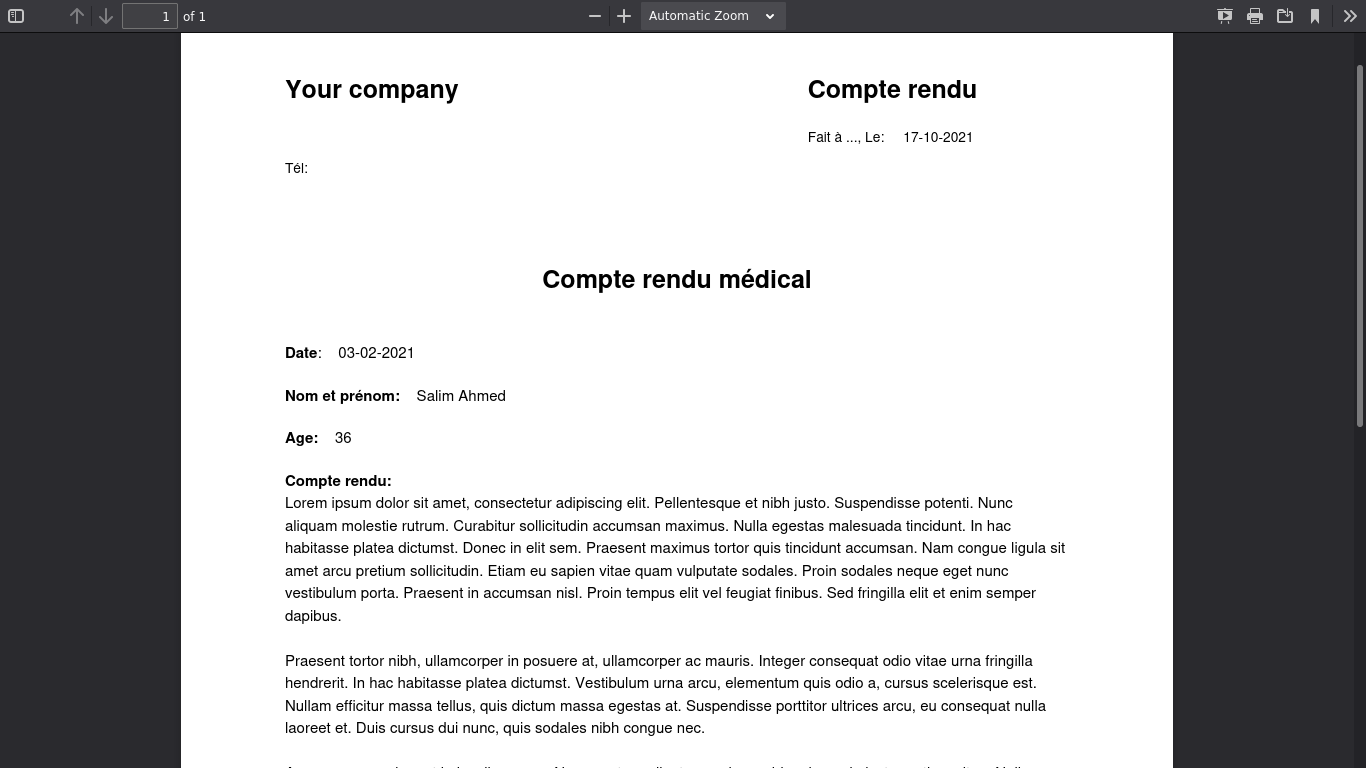 1 of 1 Automatic Zoom
Your company Compte rendu
Fait à ..., Le: 17-10-2021
Tél:
Compte rendu médical
Date: 03-02-2021
Nom et prénom: Salim Ahmed
Age: 36
Compte rendu:
Lorem ipsum dolor sit amet, consectetur adipiscing elit. Pellentesque et nibh justo. Suspendisse potenti. Nunc
aliquam molestie rutrum. Curabitur sollicitudin accumsan maximus. Nulla egestas malesuada tincidunt. In hac
habitasse platea dictumst. Donec in elit sem. Praesent maximus tortor quis tincidunt accumsan. Nam congue ligula sit
amet arcu pretium sollicitudin. Etiam eu sapien vitae quam vulputate sodales. Proin sodales neque eget nunc
vestibulum porta. Praesent in accumsan nisl. Proin tempus elit vel feugiat finibus. Sed fringilla elit et enim semper
dapibus.
Praesent tortor nibh, ullamcorper in posuere at, ullamcorper ac mauris. Integer consequat odio vitae urna fringilla
hendrerit. In hac habitasse platea dictumst. Vestibulum urna arcu, elementum quis odio a, cursus scelerisque est.
Nullam efficitur massa tellus, quis dictum massa egestas at. Suspendisse porttitor ultrices arcu, eu consequat nulla
laoreet et. Duis cursus dui nunc, quis sodales nibh congue nec.